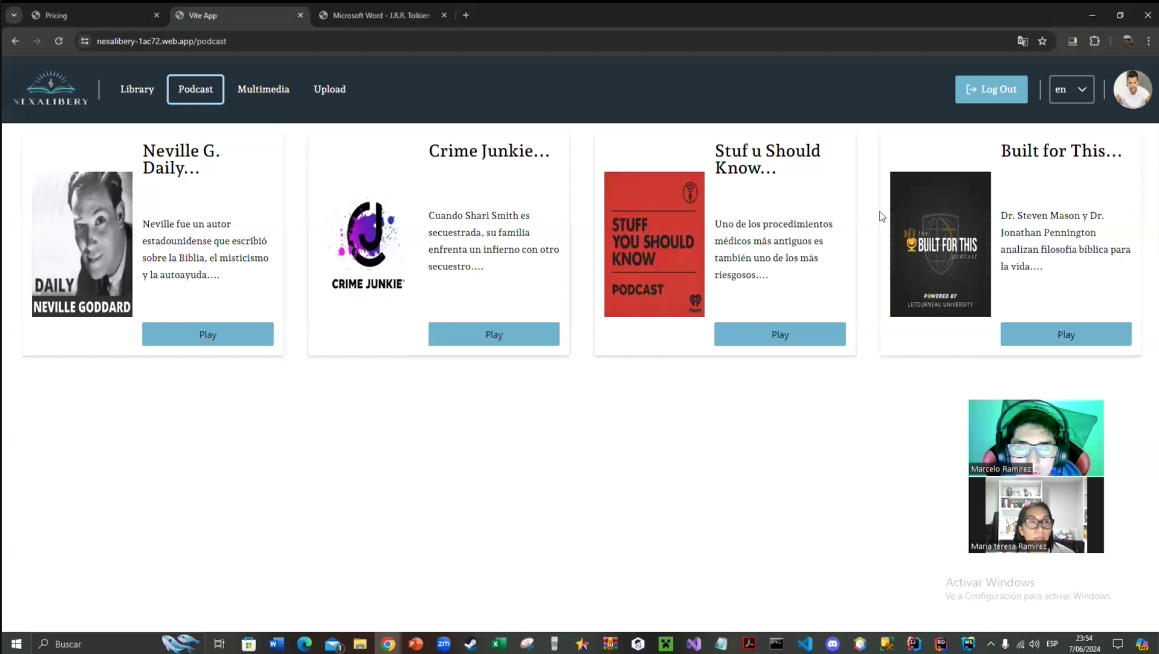 Pricing
Vite App
Microsoft Word - J.R.R. Tolkien
nexalibery-1ac72.web.app/podcast
NEXALIBERY
Library
Podcast
Multimedia
Upload
Log Out
en
Neville G.
Daily...
Neville fue un autor
estadounidense que escribió
sobre la Biblia, el misticismo
y la autoayuda....
DAILY
NEVILLE GODDARD
Play
Crime Junkie...
Cuando Shari Smith es
secuestrada, su familia
enfrenta un infierno con otro
secuestro....
CRIME JUNKIE
Play
Stuf u Should
Know...
STUFF
YOU SHOULD
KNOW
PODCAST
Uno de los procedimientos
médicos más antiguos es
también uno de los más
riesgosos....
Play
Built for This...
the
BUILT FOR THIS
podcast
POWERED BY
LETOURNEAU UNIVERSITY
Dr. Steven Mason y Dr.
Jonathan Pennington
analizan filosofía bíblica para
la vida....
Play
Marcelo Ramirez
Maria teresa Ramirez
Activar Windows
Ve a Configuración para activar Windows.
Buscar
ESP
23:54
7/06/2024